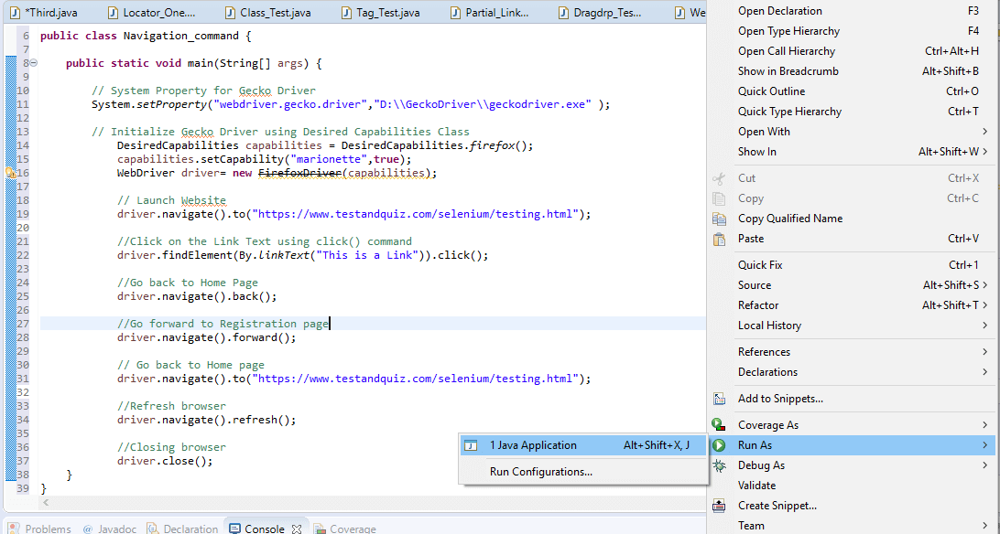 *Third.java Locator_One.... Class_Test.java Tag_Test.java Partial_Link... Dragdrp_Tes... We
6 public class Navigation_command {
7
8 public static void main(String[] args) {
9
10 // System Property for Gecko Driver
11 System.setProperty("webdriver.gecko.driver","D:\\GeckoDriver\\geckodriver.exe" );
12
13 // Initialize Gecko Driver using Desired Capabilities Class
14 DesiredCapabilities capabilities = DesiredCapabilities.firefox();
15 capabilities.setCapability("marionette",true);
16 WebDriver driver= new FirefoxDriver(capabilities);
17
18 // Launch Website
19 driver.navigate().to("https://www.testandquiz.com/selenium/testing.html");
20
21 //Click on the Link Text using click() command
22 driver.findElement(By.linkText("This is a Link")).click();
23
24 //Go back to Home Page
25 driver.navigate().back();
26
27 //Go forward to Registration page
28 driver.navigate().forward();
29
30 // Go back to Home page
31 driver.navigate().to("https://www.testandquiz.com/selenium/testing.html");
32
33 //Refresh browser
34 driver.navigate().refresh();
35
36 //Closing browser
37 driver.close();
38 }
39 }
Problems @ Javadoc Declaration Console Coverage
1 Java Application Alt+Shift+X, J
Run Configurations...
Open Declaration F3
Open Type Hierarchy F4
Open Call Hierarchy Ctrl+Alt+H
Show in Breadcrumb Alt+Shift+B
Quick Outline Ctrl+O
Quick Type Hierarchy Ctrl+T
Open With
Show In Alt+Shift+W
Cut Ctrl+X
Copy Ctrl+C
Copy Qualified Name
Paste Ctrl+V
Quick Fix Ctrl+1
Source Alt+Shift+S
Refactor Alt+Shift+T
Local History
References
Declarations
Add to Snippets...
Coverage As
Run As
Debug As
Validate
Create Snippet...
Team